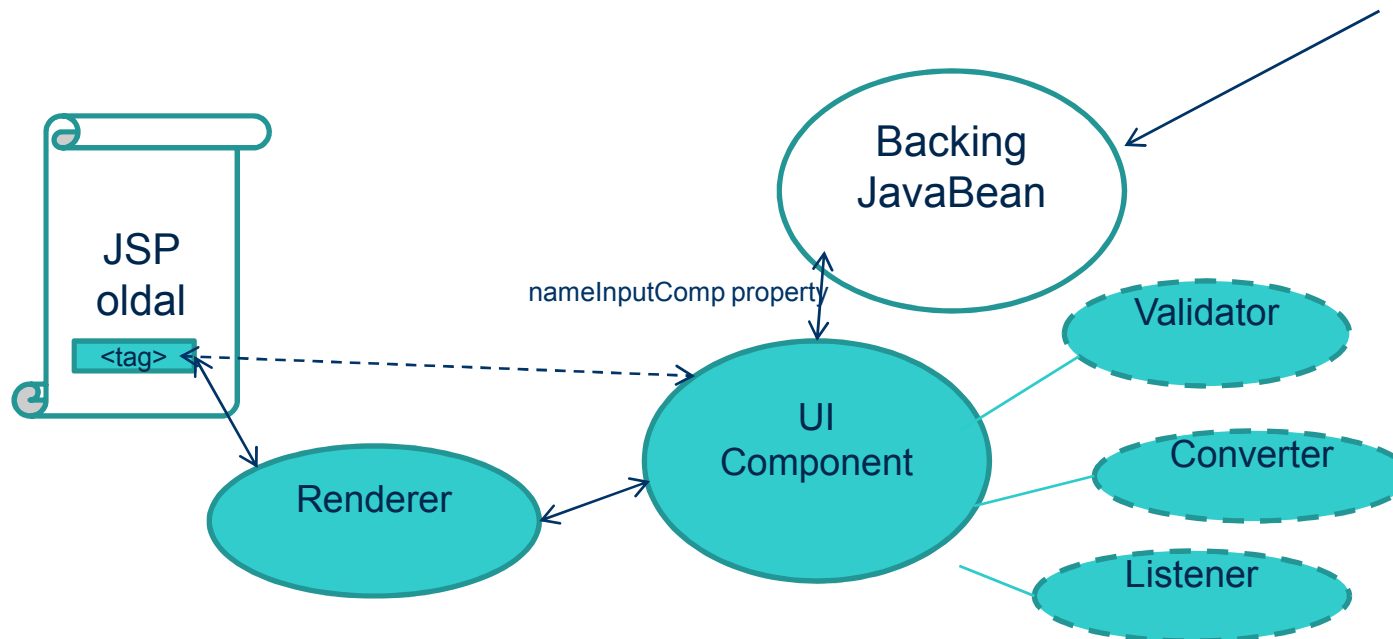 Backing
JavaBean
JSP
oldal
<tag>
nameInputComp property
Validator
UI
Component
Converter
Renderer
Listener